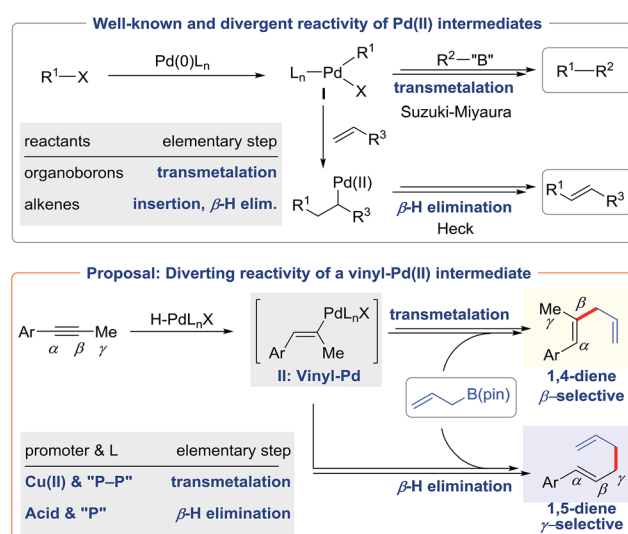 Well-known and divergent reactivity of Pd(II) intermediates
R¹—X
Pd(0)Lₙ
Lₙ—Pd
R¹
X
I
R²—"B"
transmetalation
Suzuki-Miyaura
R¹—R²
R³
reactants elementary step
organoborons transmetalation
alkenes insertion, β-H elim.
Pd(II)
R¹
R³
β-H elimination
Heck
R¹
R³
Proposal: Diverting reactivity of a vinyl-Pd(II) intermediate
Ar
Me
α β γ
H-PdLₙX
PdLₙX
Ar
Me
II: Vinyl-Pd
transmetalation
Me
γ
β
α
Ar
1,4-diene
β–selective
B(pin)
promoter & L elementary step
Cu(II) & "P–P" transmetalation
Acid & "P" β-H elimination
β-H elimination
Ar
α
β
γ
1,5-diene
γ-selective